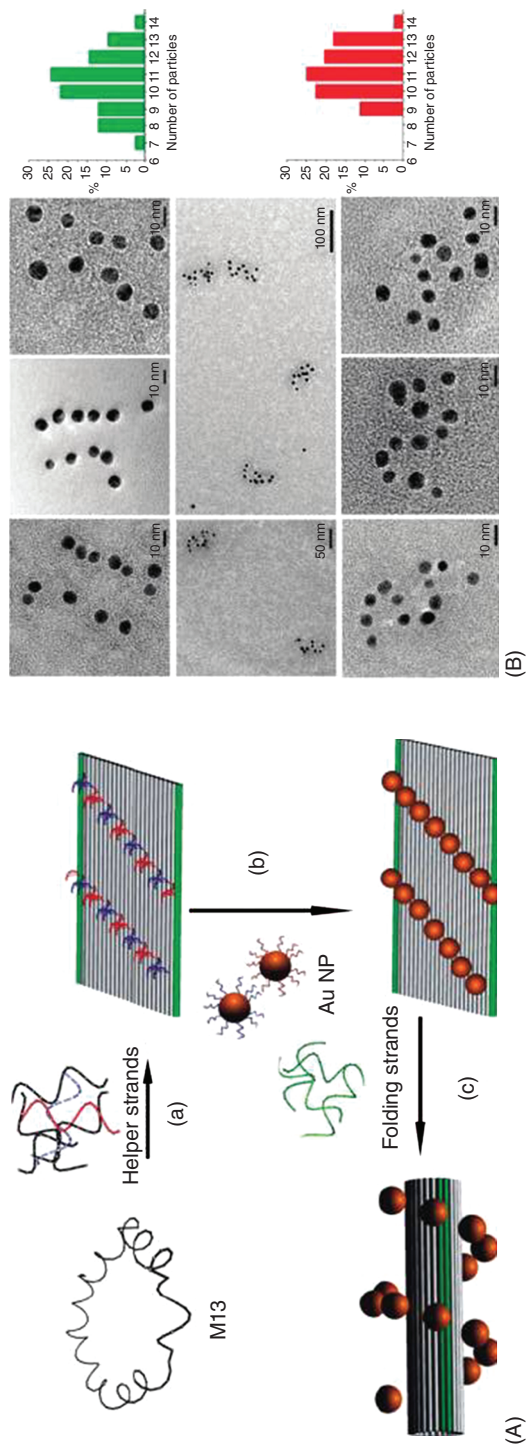 M13
Helper strands
(a)
(b)
Au NP
Folding strands
(c)
(A)
10 nm
10 nm
10 nm
50 nm
100 nm
10 nm
10 nm
10 nm
(B)
%
30
25
20
15
10
5
0
6 7 8 9 10 11 12 13 14
Number of particles
%
30
25
20
15
10
5
0
6 7 8 9 10 11 12 13 14
Number of particles